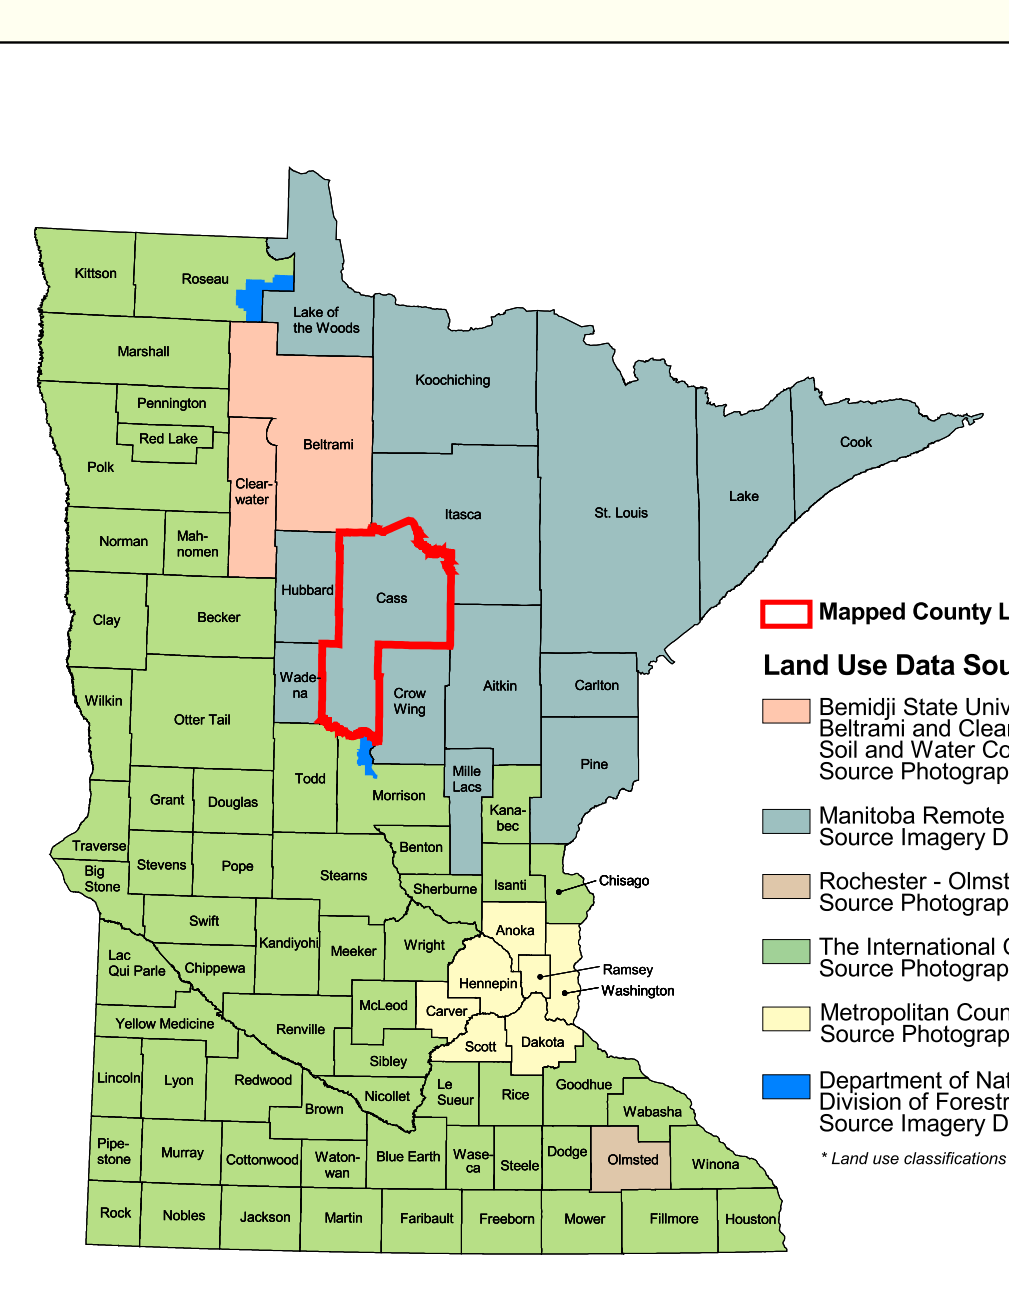 Kittson
Roseau
Lake of
the Woods
Marshall
Koochiching
Pennington
Red Lake
Beltrami
Cook
Polk
Clear-
water
Lake
Itasca
St. Louis
Norman
Mah-
nomen
Hubbard
Cass
Clay
Becker
Wade-
na
Crow
Wing
Aitkin
Carlton
Wilkin
Otter Tail
Pine
Todd
Mille
Lacs
Morrison
Grant
Douglas
Kana-
bec
Traverse
Benton
Big
Stone
Stevens
Pope
Stearns
Sherburne
Isanti
Chisago
Swift
Anoka
Kandiyohi
Meeker
Wright
Lac
Qui Parle
Chippewa
Hennepin
Ramsey
Washington
McLeod
Carver
Yellow Medicine
Renville
Scott
Dakota
Sibley
Lincoln
Lyon
Redwood
Nicollet
Le
Sueur
Rice
Goodhue
Brown
Wabasha
Pipe-
stone
Murray
Cottonwood
Waton-
wan
Blue Earth
Wase-
ca
Steele
Dodge
Olmsted
Winona
Rock
Nobles
Jackson
Martin
Faribault
Freeborn
Mower
Fillmore
Houston
Mapped County L
Land Use Data Sou
Bemidji State Univ
Beltrami and Clear
Soil and Water Co
Source Photograp
Manitoba Remote
Source Imagery D
Rochester - Olmst
Source Photograp
The International C
Source Photograp
Metropolitan Coun
Source Photograp
Department of Nat
Division of Forestr
Source Imagery D
* Land use classifications